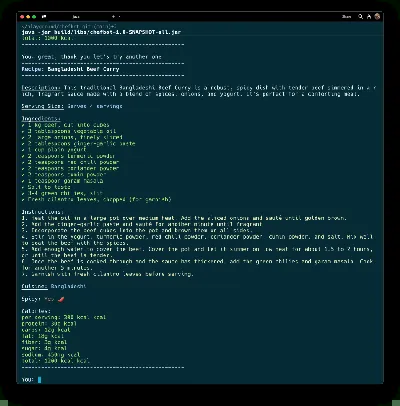 java
Share
java -jar build/libs/chefbot-1.0-SNAPSHOT-all.jar
You: great, thank you let's try another one
Recipe: Bangladeshi Beef Curry
Description: This traditional Bangladeshi Beef Curry is a robust, spicy dish with tender beef simmered in a r
ich, fragrant sauce made with a blend of spices, onions, and yogurt. It's perfect for a comforting meal.
Serving Size: Serves 4 servings
Ingredients:
✔ 1 kg beef, cut into cubes
✔ 3 tablespoons vegetable oil
✔ 2 large onions, finely sliced
✔ 2 tablespoons ginger-garlic paste
✔ 1 cup plain yogurt
✔ 2 teaspoons turmeric powder
✔ 2 teaspoons red chili powder
✔ 2 teaspoons coriander powder
✔ 2 teaspoons cumin powder
✔ 1 teaspoon garam masala
✔ Salt to taste
✔ 3-4 green chilies, slit
✔ Fresh cilantro leaves, chopped (for garnish)
Instructions:
1. Heat the oil in a large pot over medium heat. Add the sliced onions and sauté until golden brown.
2. Add the ginger-garlic paste and sauté for another minute until fragrant.
3. Incorporate the beef cubes into the pot and brown them on all sides.
4. Stir in the yogurt, turmeric powder, red chili powder, coriander powder, cumin powder, and salt. Mix well
to coat the beef with the spices.
5. Add enough water to cover the beef. Cover the pot and let it simmer on low heat for about 1.5 to 2 hours,
or until the beef is tender.
6. Once the beef is cooked through and the sauce has thickened, add the green chilies and garam masala. Cook
for another 5 minutes.
7. Garnish with fresh cilantro leaves before serving.
Cuisine: Bangladeshi
Spicy: Yes 🌶
Calories:
per serving: 300 kcal kcal
protein: 30g kcal
carbs: 12g kcal
fat: 18g kcal
fiber: 3g kcal
sugar: 4g kcal
sodium: 450mg kcal
total: 1200 kcal kcal
You: